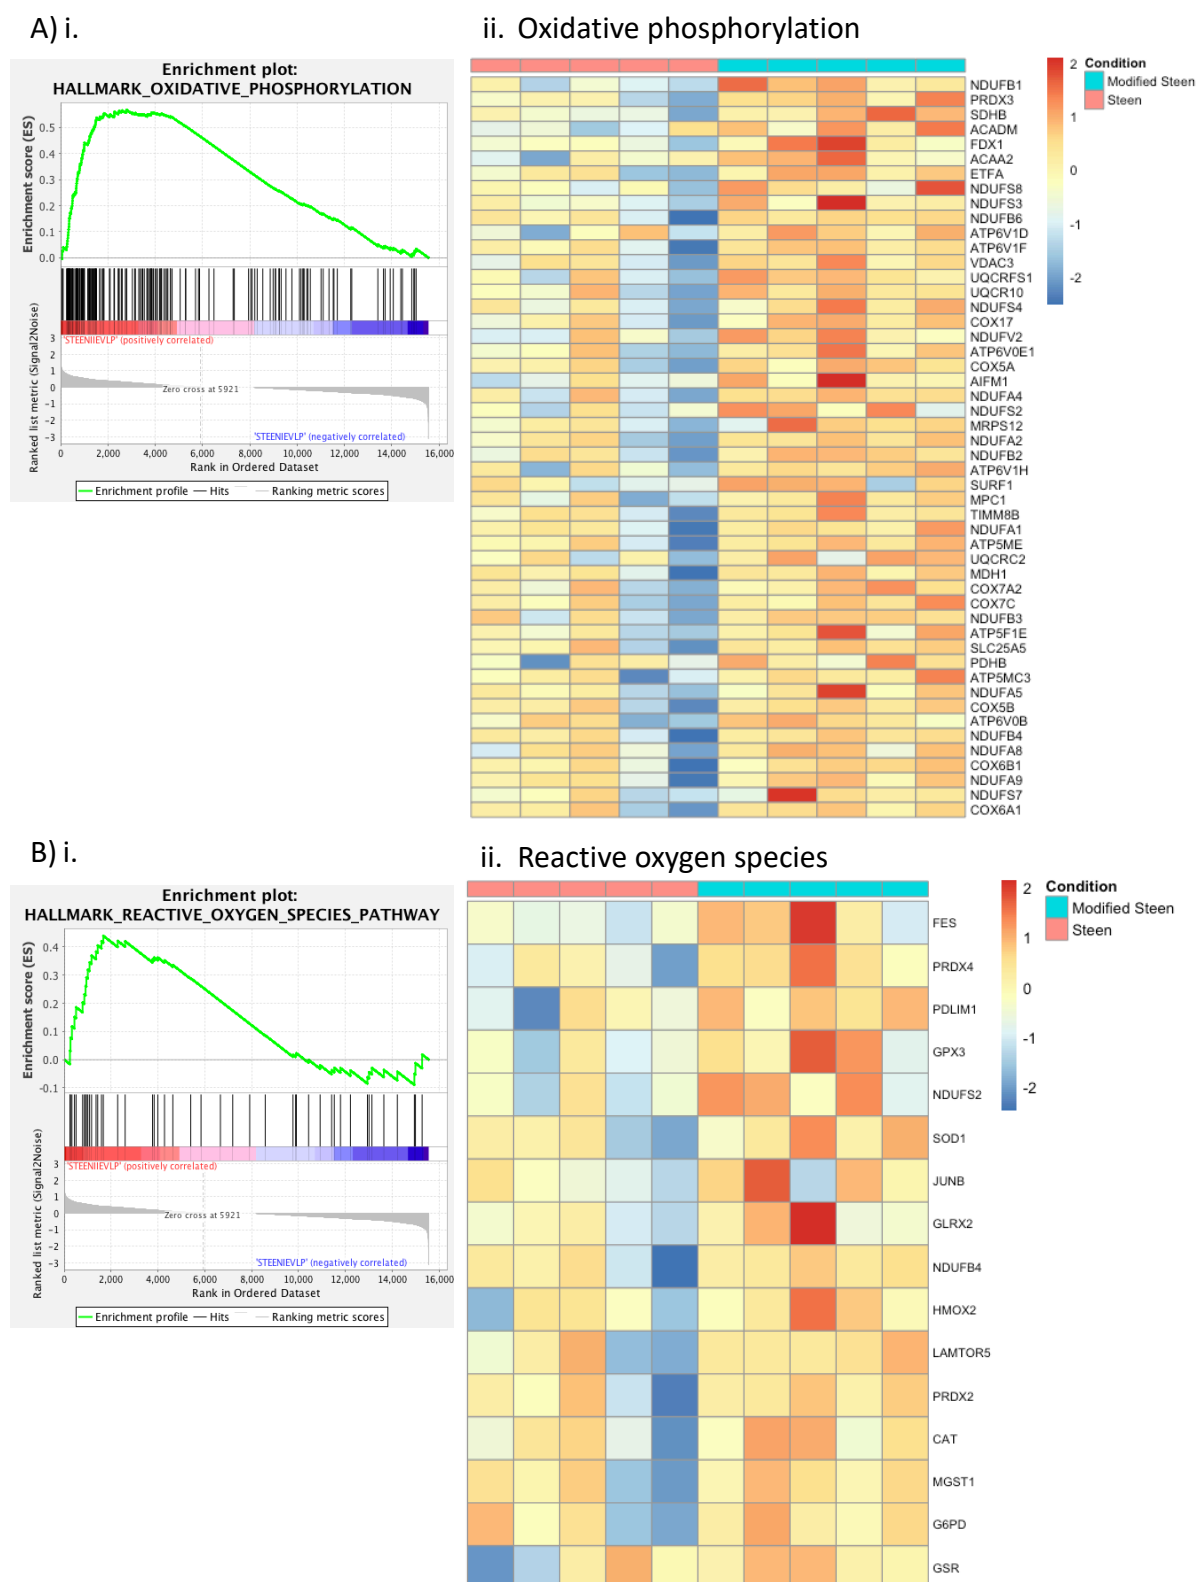 A) i.
ii. Oxidative phosphorylation
Enrichment plot:
HALLMARK_OXIDATIVE_PHOSPHORYLATION
Enrichment score (ES)
0.5
0.4
0.3
0.2
0.1
0.0
'STEENIIEVLP' (positively correlated)
Ranked list metric (Signal2Noise)
3
2
1
0
-1
-2
-3
Zero cross at 5921
'STEENIEVLP' (negatively correlated)
0 2,000 4,000 6,000 8,000 10,000 12,000 14,000 16,000
Rank in Ordered Dataset
Enrichment profile Hits Ranking metric scores
NDUFB1
PRDX3
SDHB
ACADM
FDX1
ACAA2
ETFA
NDUFS8
NDUFS3
NDUFB6
ATP6V1D
ATP6V1F
VDAC3
UQCRFS1
UQCR10
NDUFS4
COX17
NDUFV2
ATP6V0E1
COX5A
AIFM1
NDUFA4
NDUFS2
MRPS12
NDUFA2
NDUFB2
ATP6V1H
SURF1
MPC1
TIMM8B
NDUFA1
ATP5ME
UQCRC2
MDH1
COX7A2
COX7C
NDUFB3
ATP5F1E
SLC25A5
PDHB
ATP5MC3
NDUFA5
COX5B
ATP6V0B
NDUFB4
NDUFA8
COX6B1
NDUFA9
NDUFS7
COX6A1
2
1
0
-1
-2
Condition
Modified Steen
Steen
B) i.
ii. Reactive oxygen species
Enrichment plot:
HALLMARK_REACTIVE_OXYGEN_SPECIES_PATHWAY
Enrichment score (ES)
0.4
0.3
0.2
0.1
0.0
-0.1
'STEENIIEVLP' (positively correlated)
Ranked list metric (Signal2Noise)
3
2
1
0
-1
-2
-3
Zero cross at 5921
'STEENIEVLP' (negatively correlated)
0 2,000 4,000 6,000 8,000 10,000 12,000 14,000 16,000
Rank in Ordered Dataset
Enrichment profile Hits Ranking metric scores
FES
PRDX4
PDLIM1
GPX3
NDUFS2
SOD1
JUNB
GLRX2
NDUFB4
HMOX2
LAMTOR5
PRDX2
CAT
MGST1
G6PD
GSR
2
1
0
-1
-2
Condition
Modified Steen
Steen